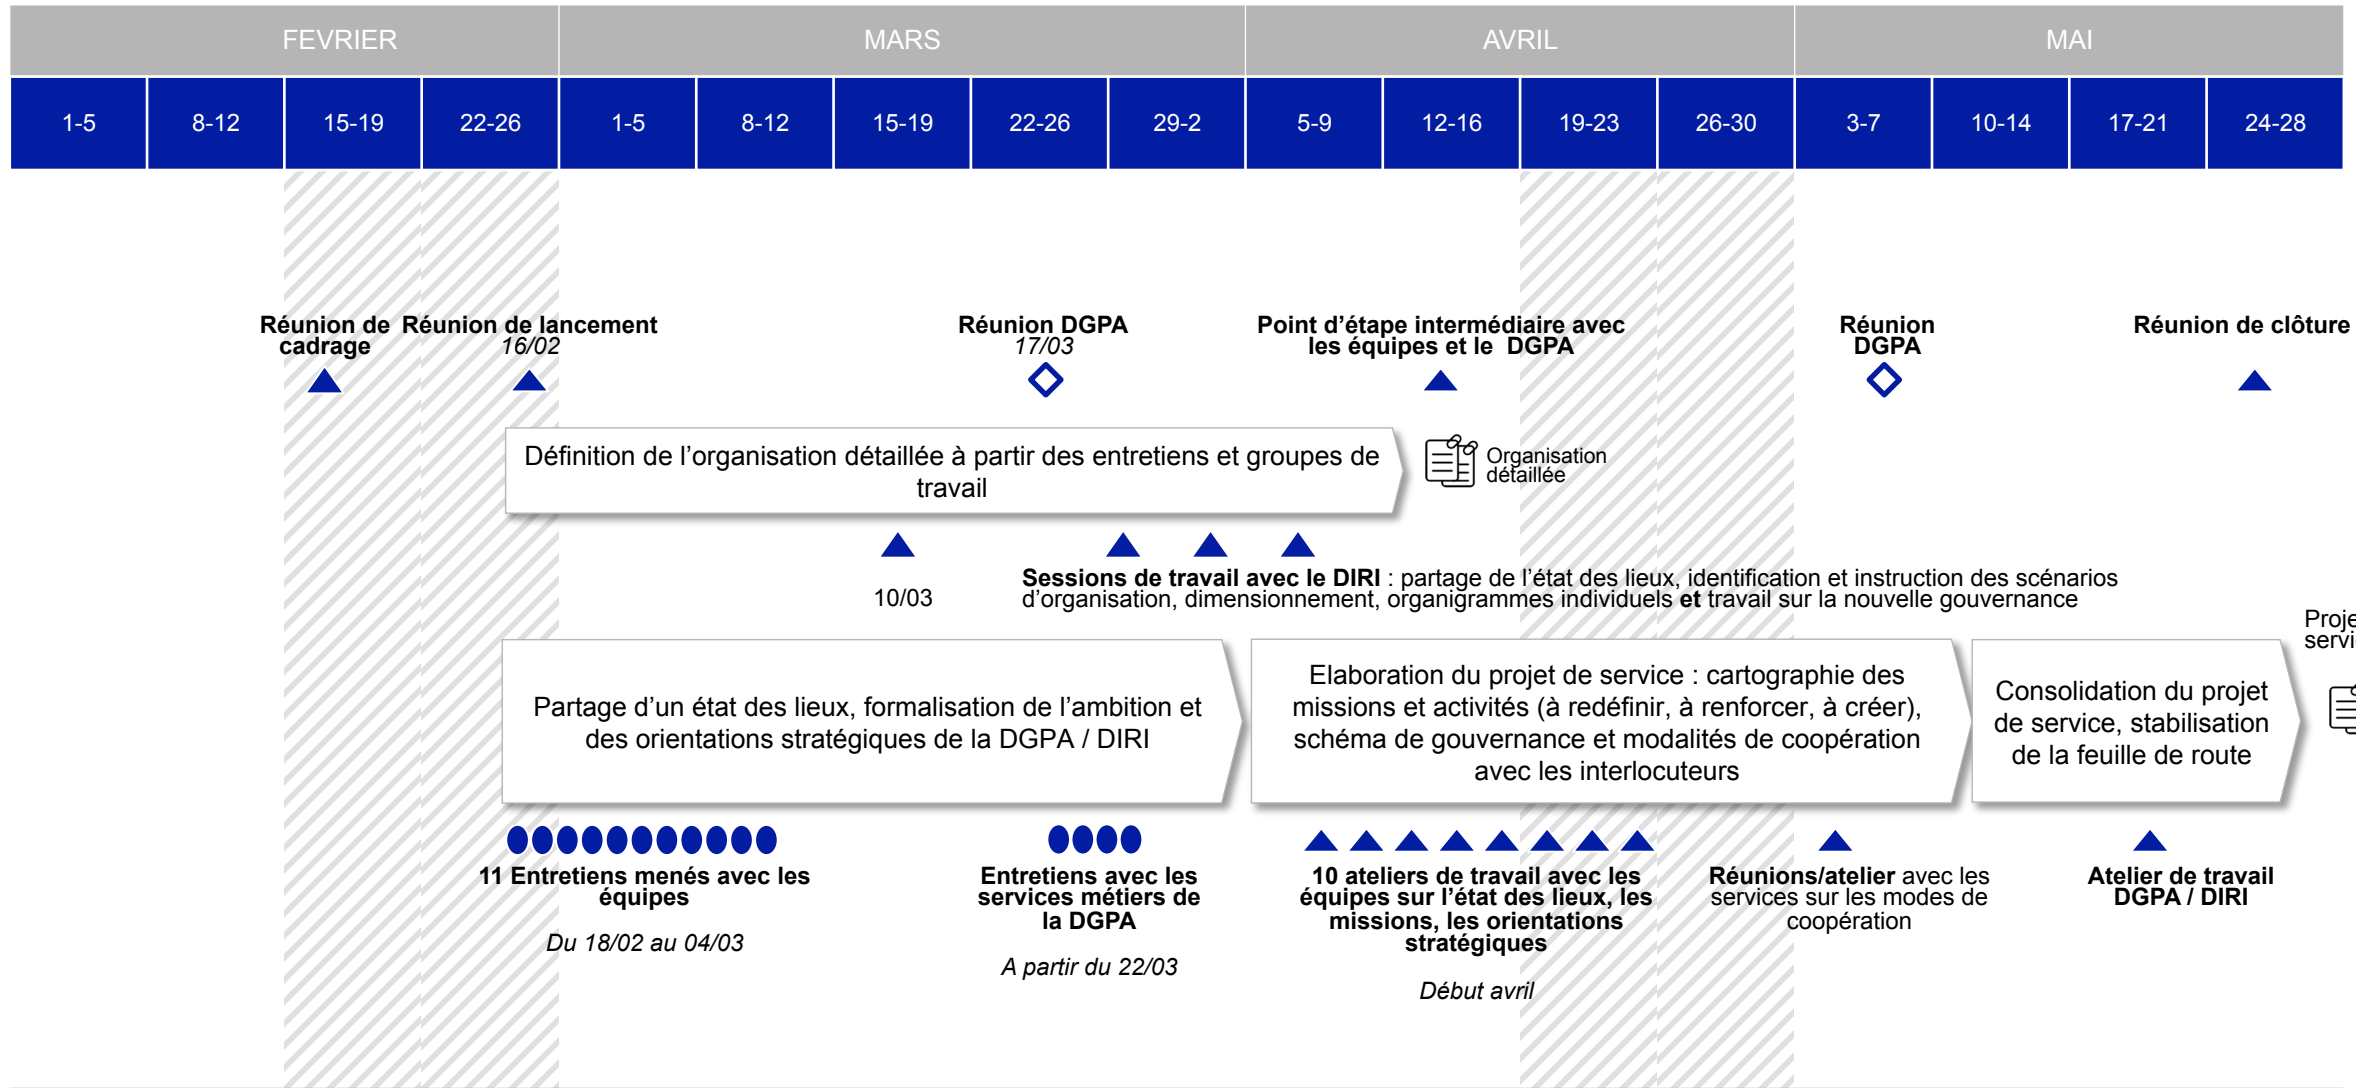 FEVRIER
MARS
AVRIL
MAI
1-5
8-12
15-19
22-26
1-5
8-12
15-19
22-26
29-2
5-9
12-16
19-23
26-30
3-7
10-14
17-21
24-28
Réunion de
cadrage
Réunion de lancement
16/02
Réunion DGPA
17/03
Point d’étape intermédiaire avec
les équipes et le DGPA
Réunion
DGPA
Réunion de clôture
Définition de l’organisation détaillée à partir des entretiens et groupes de
travail
Organisation
détaillée
10/03
Sessions de travail avec le DIRI : partage de l’état des lieux, identification et instruction des scénarios
d’organisation, dimensionnement, organigrammes individuels et travail sur la nouvelle gouvernance
Partage d’un état des lieux, formalisation de l’ambition et
des orientations stratégiques de la DGPA / DIRI
Elaboration du projet de service : cartographie des
missions et activités (à redéfinir, à renforcer, à créer),
schéma de gouvernance et modalités de coopération
avec les interlocuteurs
Consolidation du projet
de service, stabilisation
de la feuille de route
11 Entretiens menés avec les
équipes
Du 18/02 au 04/03
Entretiens avec les
services métiers de
la DGPA
A partir du 22/03
10 ateliers de travail avec les
équipes sur l’état des lieux, les
missions, les orientations
stratégiques
Début avril
Réunions/atelier avec les
services sur les modes de
coopération
Atelier de travail
DGPA / DIRI